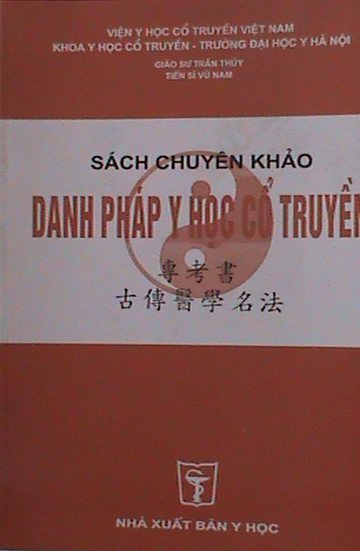 VIỆN Y HỌC CỔ TRUYỀN VIỆT NAM
KHOA Y HỌC CỔ TRUYỀN - TRƯỜNG ĐẠI HỌC Y HÀ NỘI
GIÁO SƯ TRẦN THÚY
TIẾN SĨ VŨ NAM
SÁCH CHUYÊN KHẢO
DANH PHÁP Y HỌC CỔ TRUYỀN
專考書
古傳醫學名法
NHÀ XUẤT BẢN Y HỌC